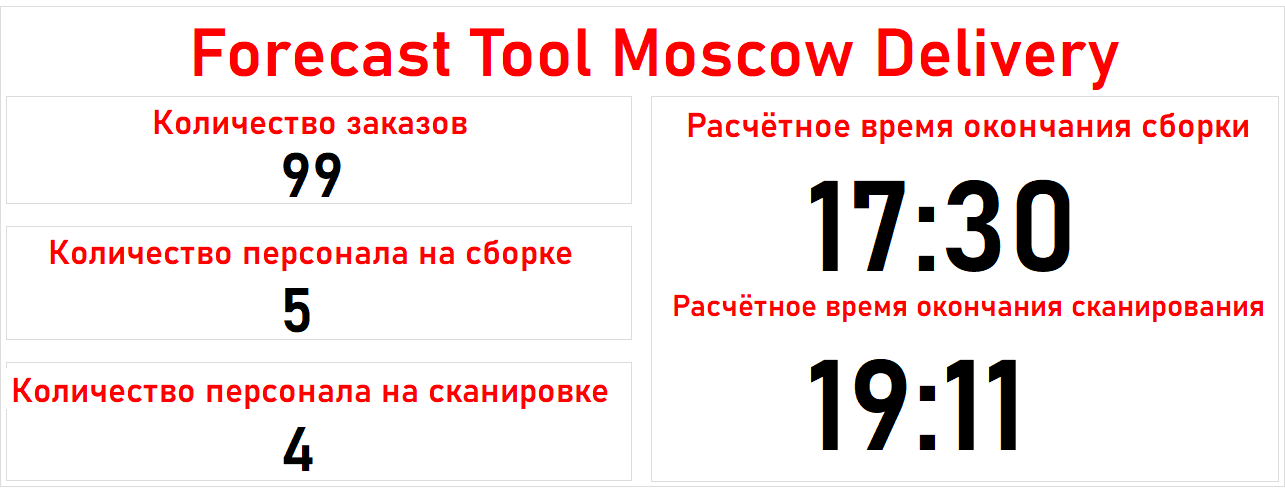 Forecast Tool Moscow Delivery
Количество заказов
99
Количество персонала на сборке
5
Количество персонала на сканировке
4
Расчётное время окончания сборки
17:30
Расчётное время окончания сканирования
19:11